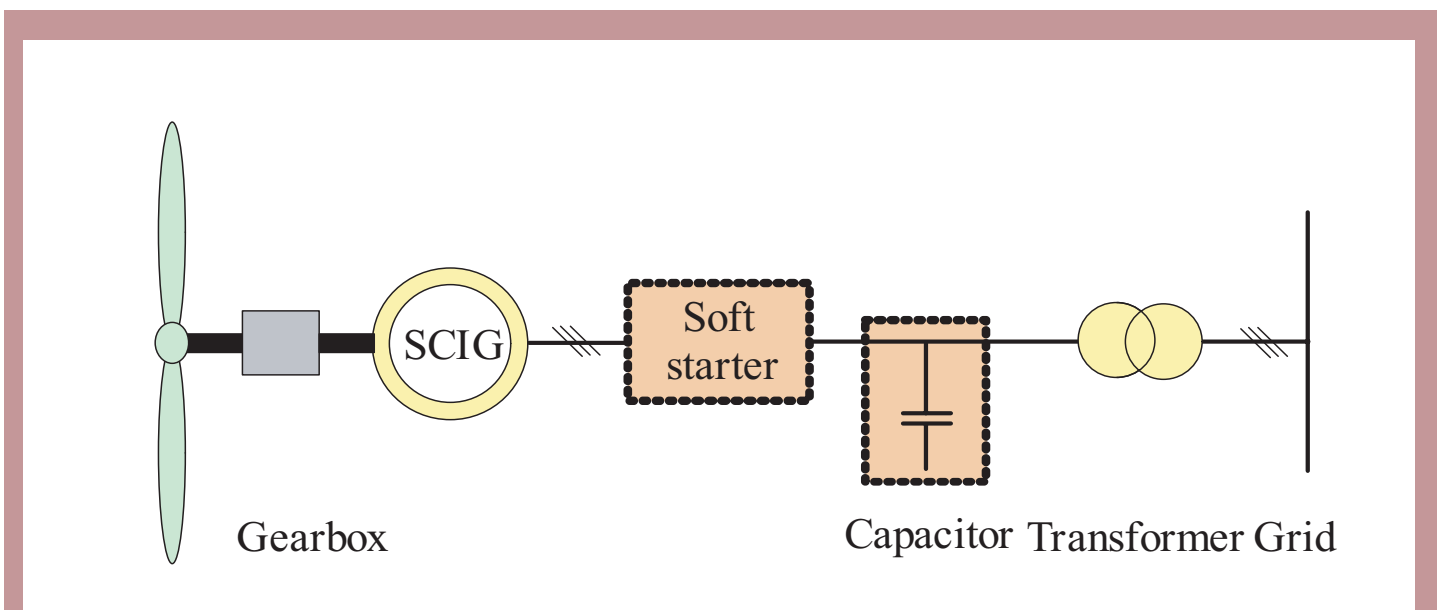 SCIG
Soft
starter
Gearbox
Capacitor
Transformer
Grid